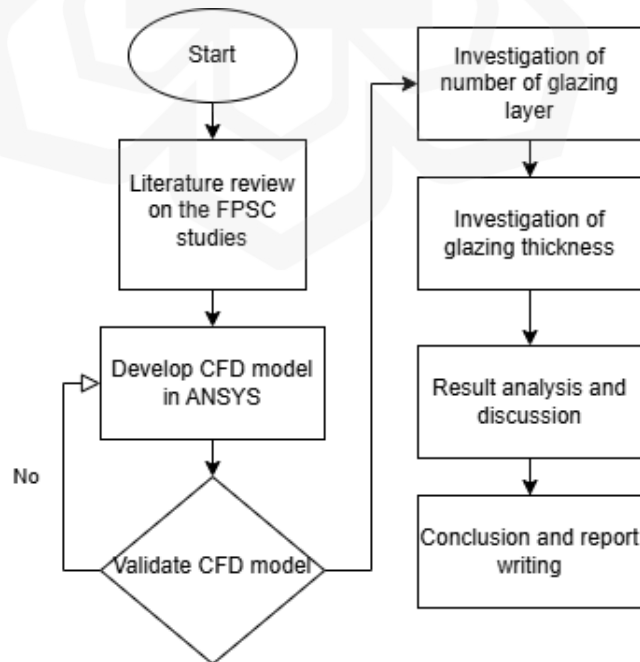 Start
Literature review
on the FPSC
studies
Develop CFD model
in ANSYS
No
Validate CFD model
Investigation of
number of glazing
layer
Investigation of
glazing thickness
Result analysis and
discussion
Conclusion and report
writing